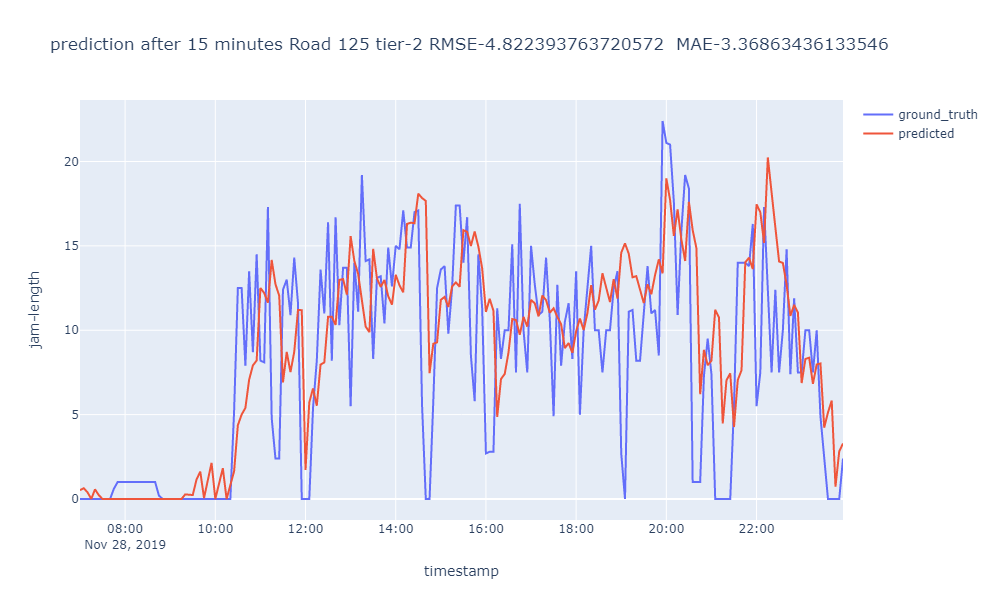 prediction after 15 minutes Road 125 tier-2 RMSE-4.822393763720572  MAE-3.36863436133546
ground_truth
predicted
jam-length
20
15
10
5
0
08:00 10:00 12:00 14:00 16:00 18:00 20:00 22:00
Nov 28, 2019
timestamp